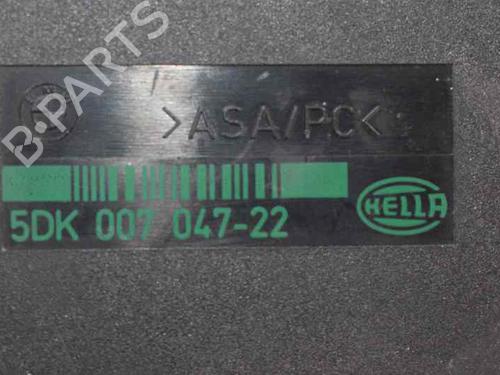 B-PARTS
>ASA/PC<
5DK 007 047-22
HELLA